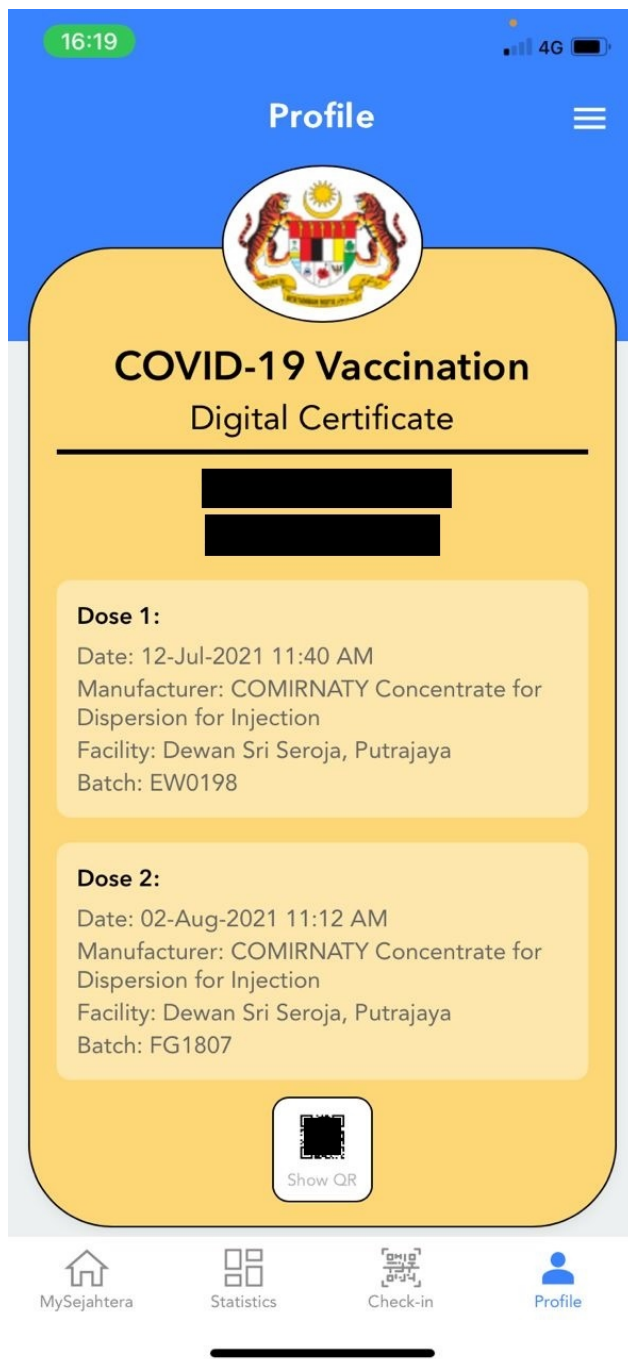 16:19
4G
Profile
COVID-19 Vaccination
Digital Certificate
Dose 1:
Date: 12-Jul-2021 11:40 AM
Manufacturer: COMIRNATY Concentrate for
Dispersion for Injection
Facility: Dewan Sri Seroja, Putrajaya
Batch: EW0198
Dose 2:
Date: 02-Aug-2021 11:12 AM
Manufacturer: COMIRNATY Concentrate for
Dispersion for Injection
Facility: Dewan Sri Seroja, Putrajaya
Batch: FG1807
Show QR
MySejahtera
Statistics
Check-in
Profile